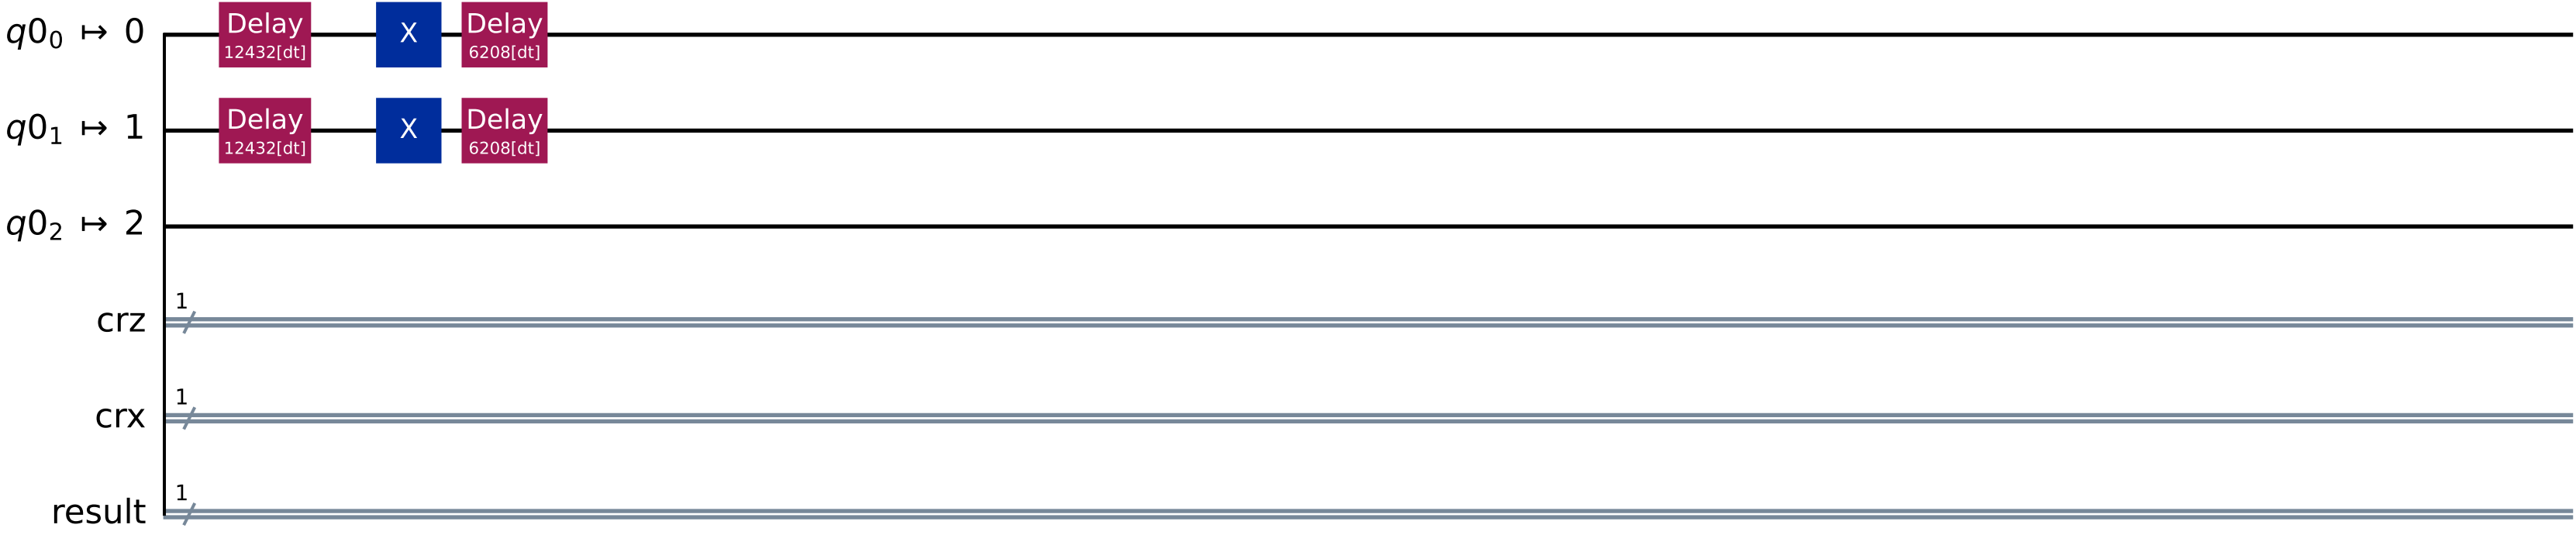 q0₀ ↦ 0 Delay X Delay
12432[dt] 6208[dt]
q0₁ ↦ 1 Delay X Delay
12432[dt] 6208[dt]
q0₂ ↦ 2
1
crz
1
crx
1
result